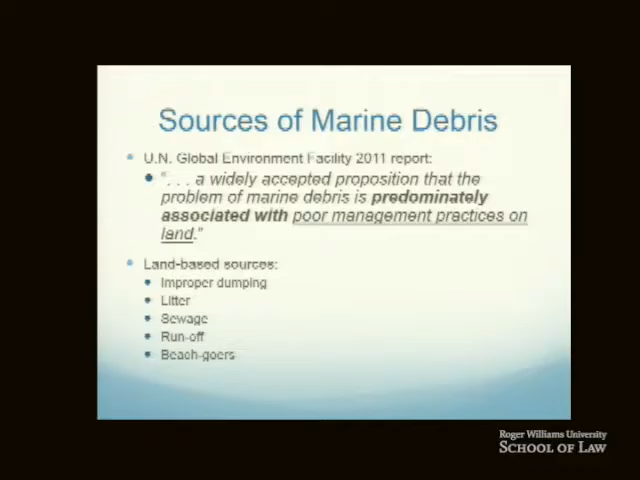 Sources of Marine Debris
U.N. Global Environment Facility 2011 report:
". . . a widely accepted proposition that the
problem of marine debris is predominately
associated with poor management practices on
land."
Land-based sources:
Improper dumping
Litter
Sewage
Run-off
Beach-goers
Roger Williams University
SCHOOL OF LAW